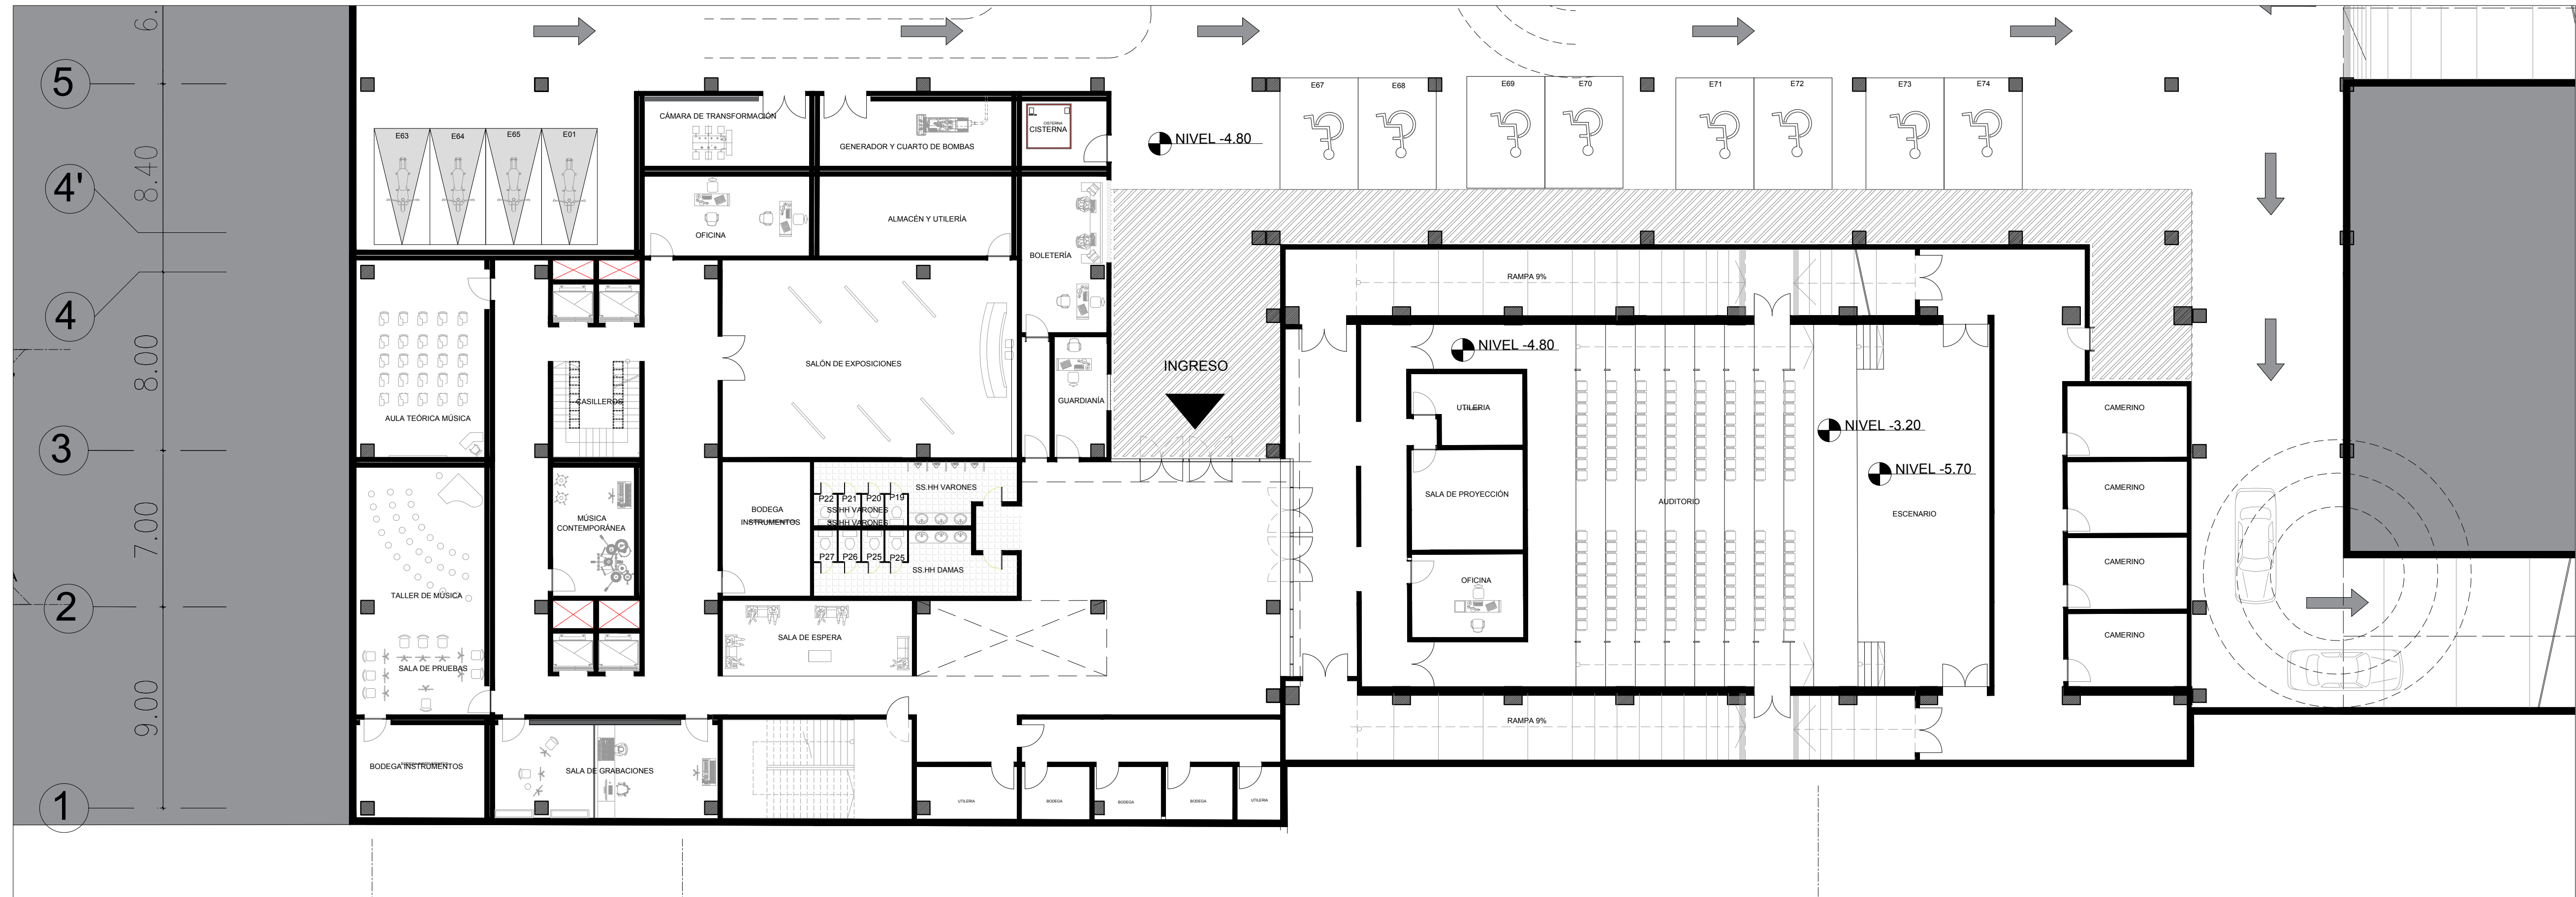 6.
5
8.40
4'
4
8.00
3
7.00
2
9.00
1
E63
E64
E65
E01
CÁMARA DE TRANSFORMACIÓN
GENERADOR Y CUARTO DE BOMBAS
CISTERNA
CISTERNA
NIVEL -4.80
E67
E68
E69
E70
E71
E72
E73
E74
OFICINA
ALMACÉN Y UTILERÍA
BOLETERÍA
RAMPA 9%
AULA TEÓRICA MÚSICA
CASILLEROS
SALÓN DE EXPOSICIONES
GUARDIANÍA
INGRESO
NIVEL -4.80
UTILERIA
NIVEL -3.20
NIVEL -5.70
CAMERINO
CAMERINO
CAMERINO
CAMERINO
SALA DE PROYECCIÓN
AUDITORIO
ESCENARIO
OFICINA
MÚSICA
CONTEMPORÁNEA
BODEGA
INSTRUMENTOS
SS.HH VARONES
P22
P21
P20
P19
SS.HH VARONES
SS.HH VARONES
P27
P26
P25
P25
SS.HH DAMAS
TALLER DE MÚSICA
SALA DE ESPERA
SALA DE PRUEBAS
RAMPA 9%
BODEGA INSTRUMENTOS
SALA DE GRABACIONES
UTILERIA
BODEGA
BODEGA
BODEGA
UTILERIA